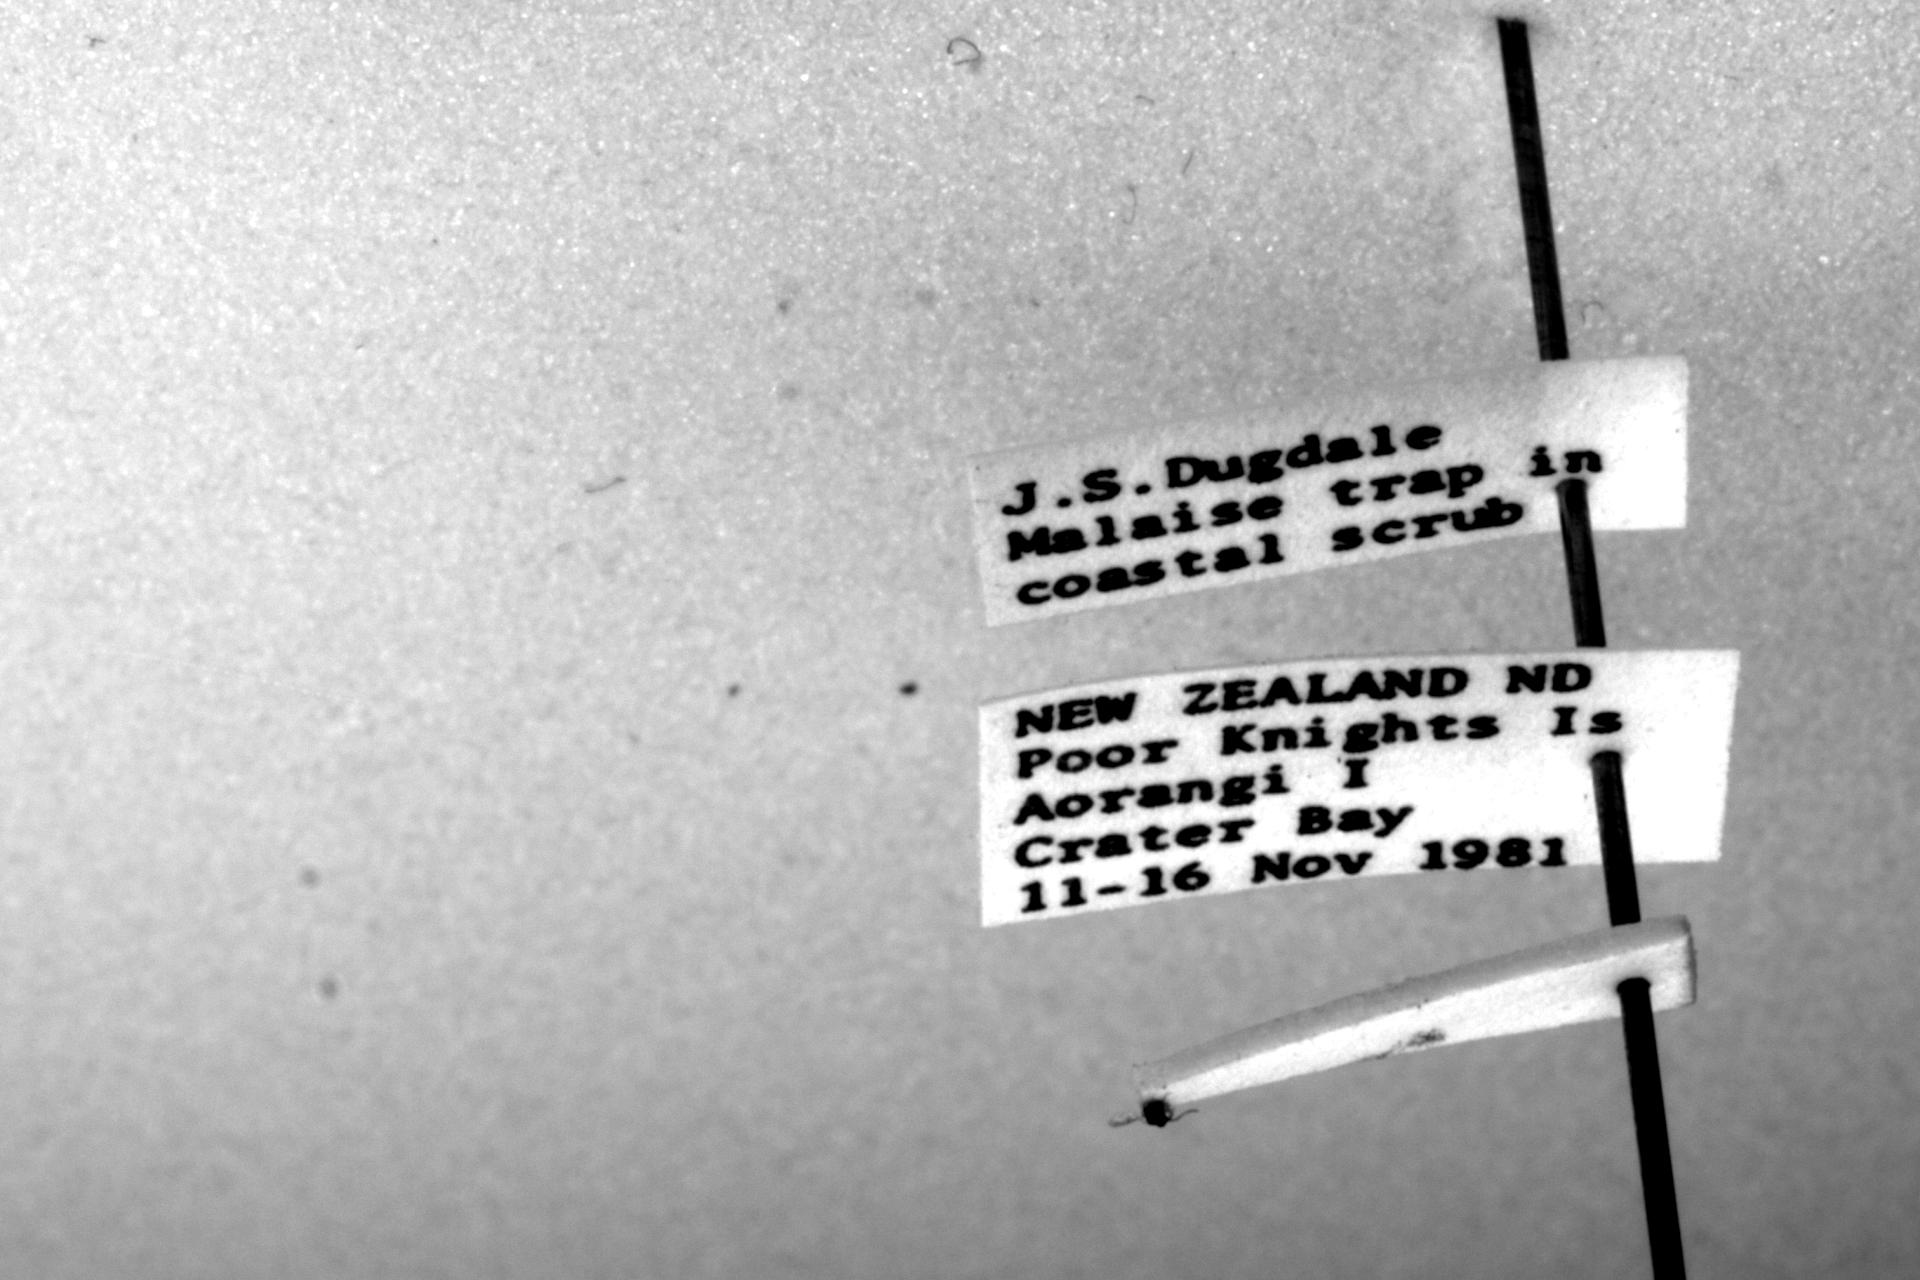 J.S.Dugdale
Malaise trap in
coastal scrub
NEW ZEALAND ND
Poor Knights Is
Aorangi I
Crater Bay
11-16 Nov 1981